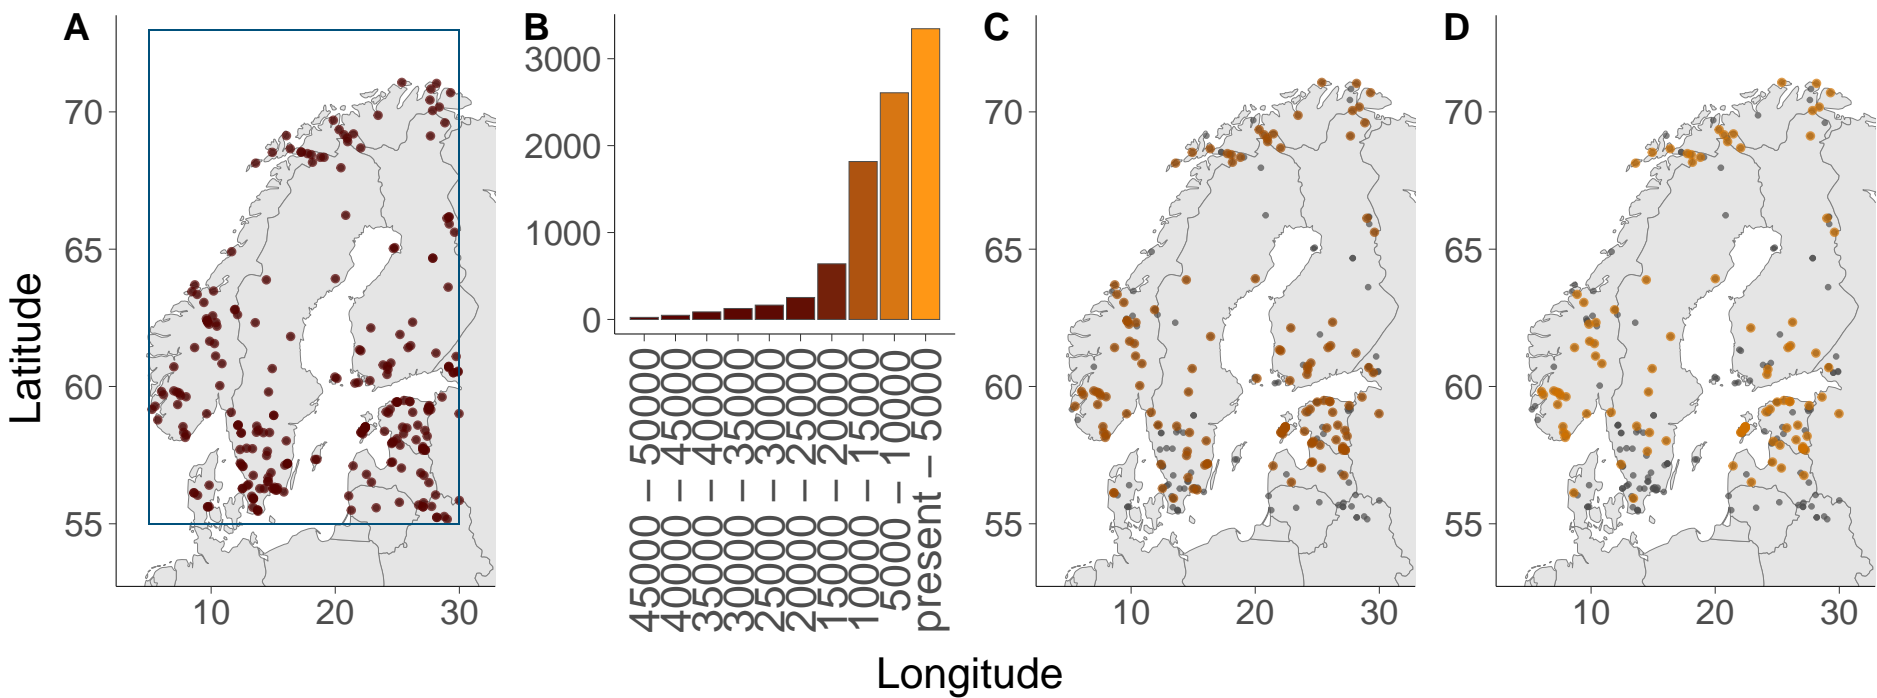 A
B
C
D
Latitude
70
65
60
55
10
20
30
3000
2000
1000
0
45000 – 50000
40000 – 45000
35000 – 40000
30000 – 35000
25000 – 30000
20000 – 25000
15000 – 20000
10000 – 15000
5000 – 10000
present – 5000
70
65
60
55
10
20
30
70
65
60
55
10
20
30
Longitude